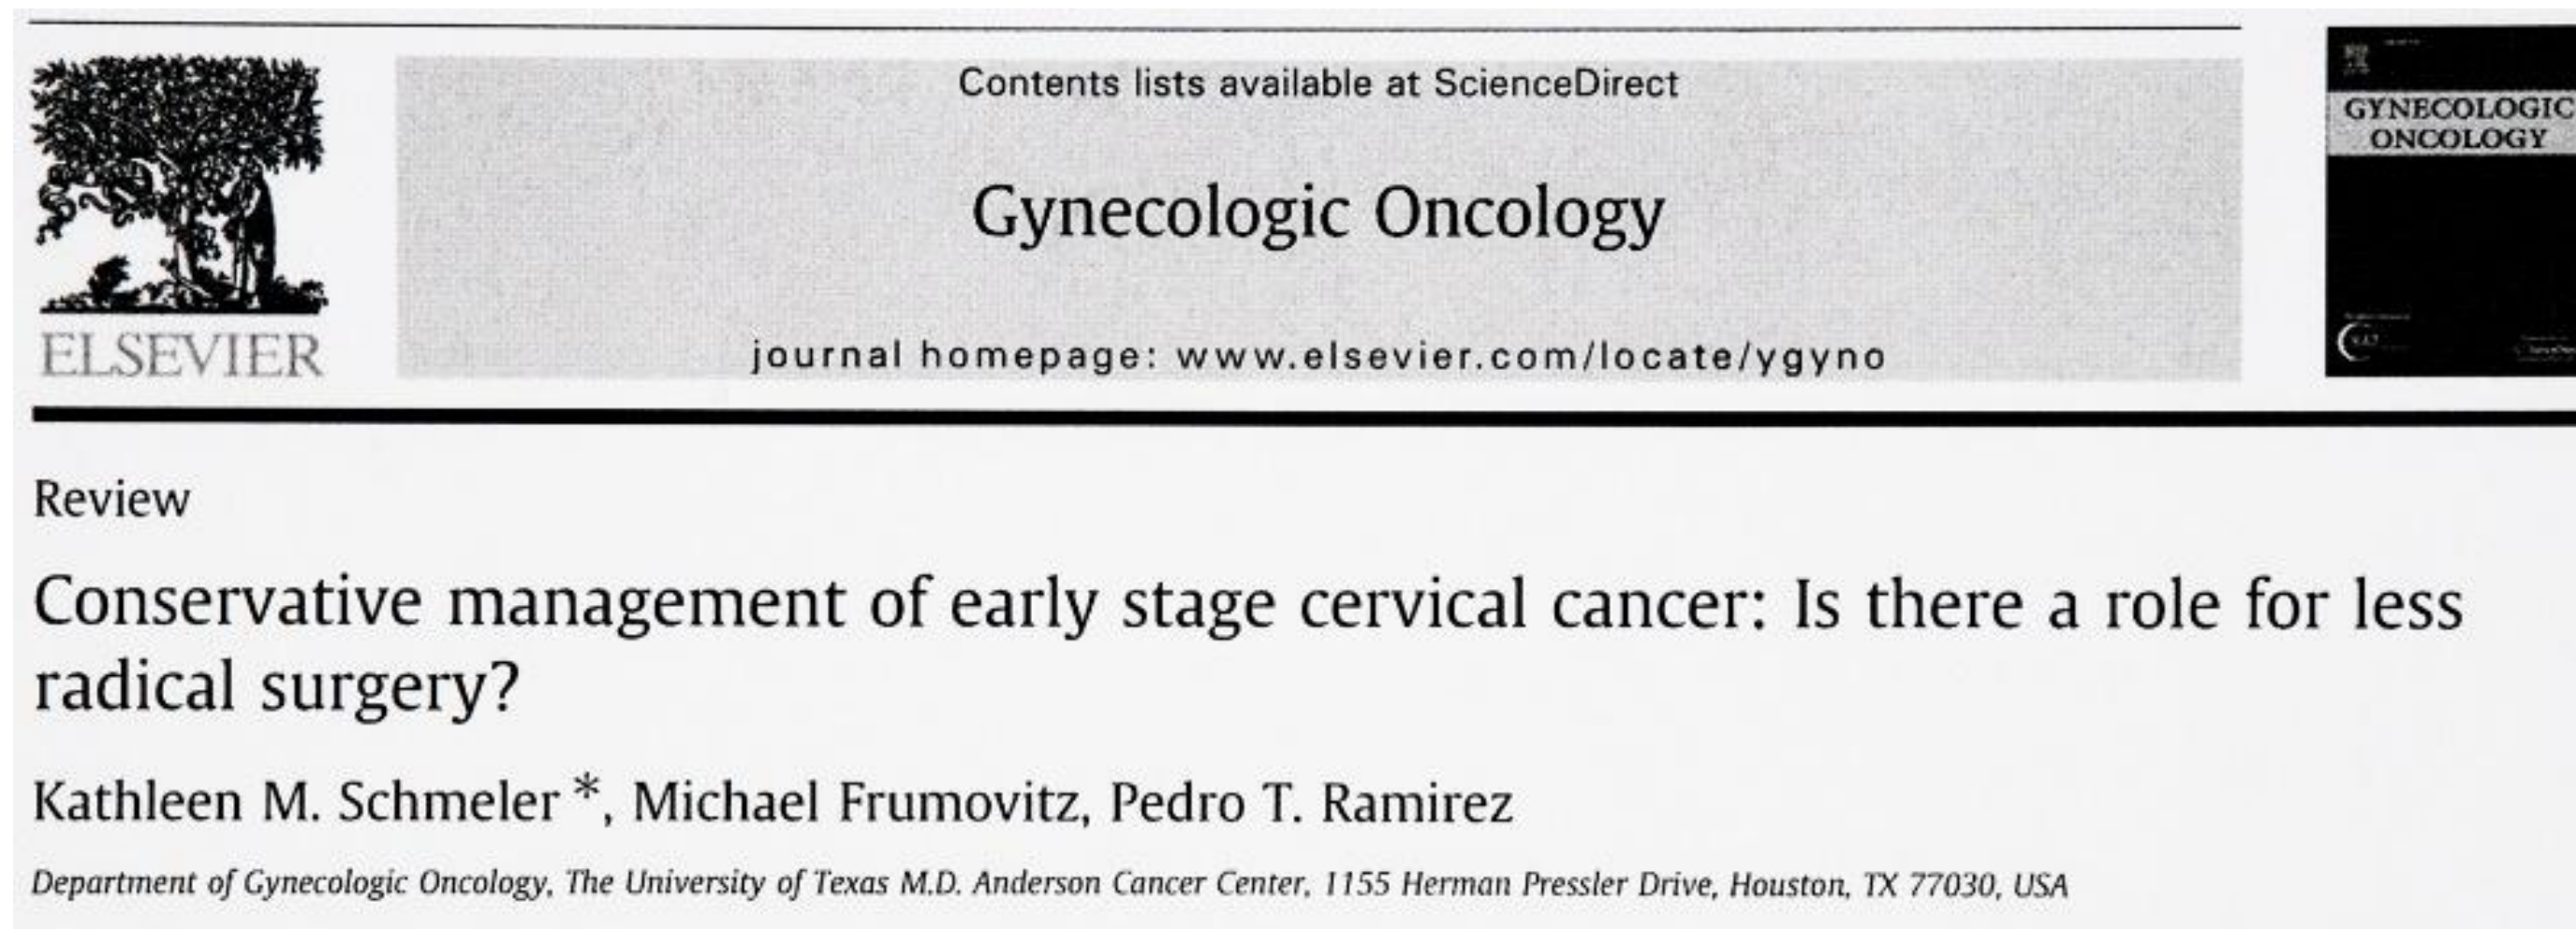 Contents lists available at ScienceDirect
Gynecologic Oncology
journal homepage: www.elsevier.com/locate/ygyno
ELSEVIER
GYNECOLOGIC
ONCOLOGY
Review
Conservative management of early stage cervical cancer: Is there a role for less
radical surgery?
Kathleen M. Schmeler *, Michael Frumovitz, Pedro T. Ramirez
Department of Gynecologic Oncology, The University of Texas M.D. Anderson Cancer Center, 1155 Herman Pressler Drive, Houston, TX 77030, USA